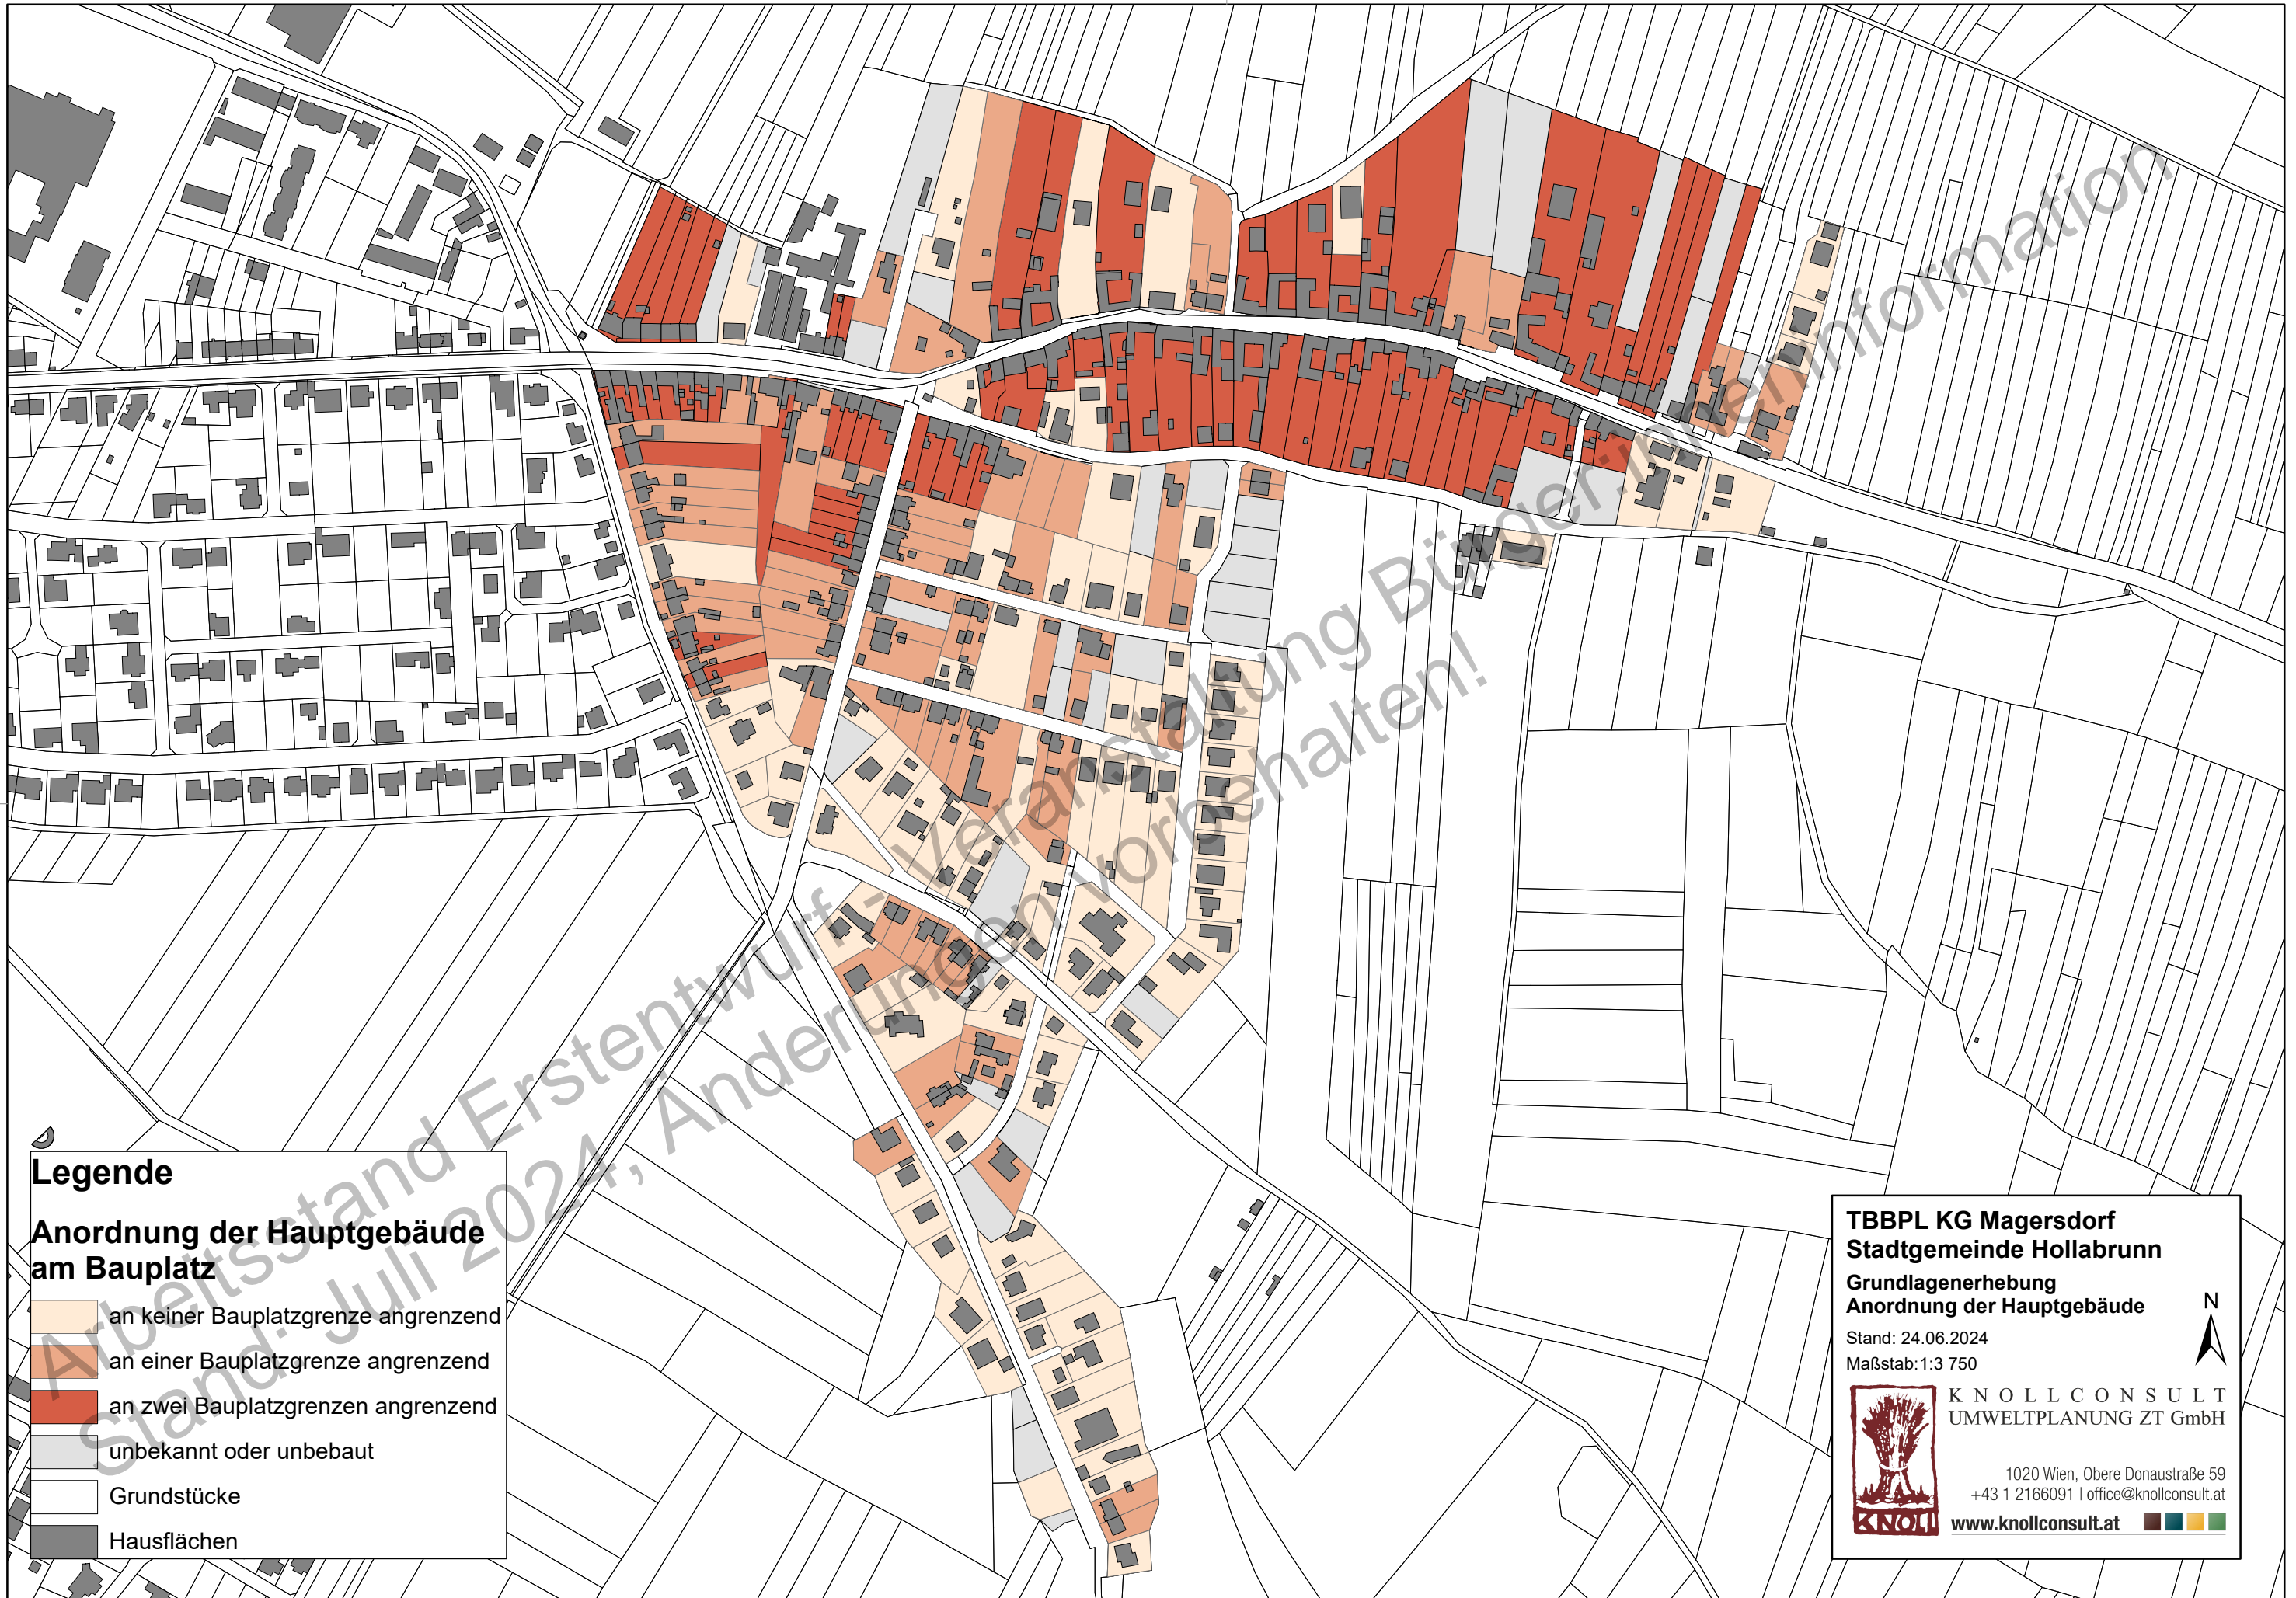 Arbeitsstand Erstentwurf - Veranstaltung Bürger:inneninformation
Stand: Juli 2024, Änderungen vorbehalten!
Legende
Anordnung der Hauptgebäude
am Bauplatz
an keiner Bauplatzgrenze angrenzend
an einer Bauplatzgrenze angrenzend
an zwei Bauplatzgrenzen angrenzend
unbekannt oder unbebaut
Grundstücke
Hausflächen
TBBPL KG Magersdorf
Stadtgemeinde Hollabrunn
Grundlagenerhebung
Anordnung der Hauptgebäude
N
Stand: 24.06.2024
Maßstab:1:3 750
KNOLLCONSULT
UMWELTPLANUNG ZT GmbH
KNOLL
1020 Wien, Obere Donaustraße 59
+43 1 2166091 | office@knollconsult.at
www.knollconsult.at